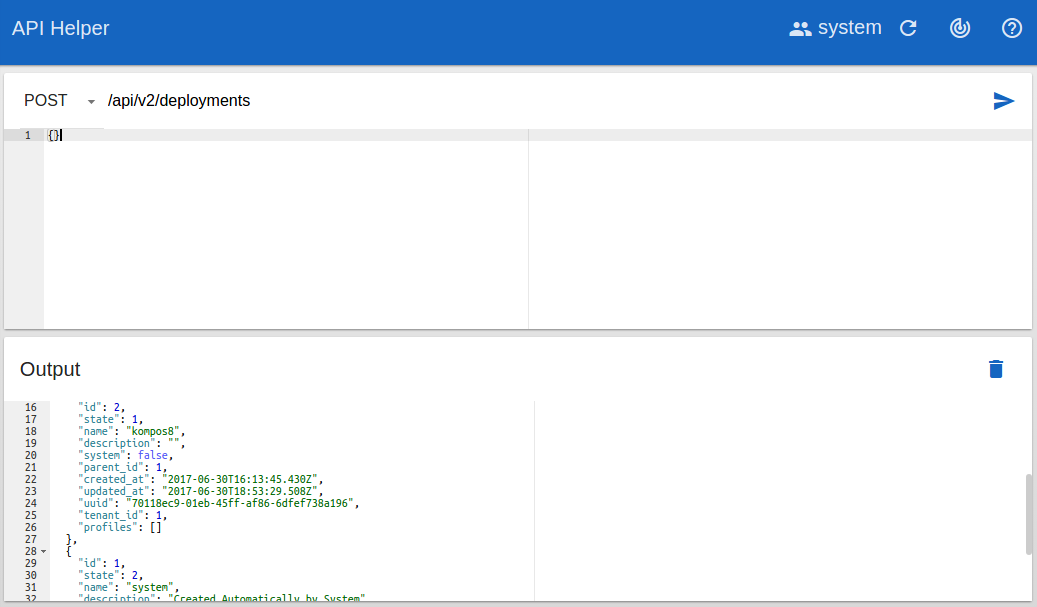 API Helper
system
POST
/api/v2/deployments
1 {}
Output
16 "id": 2,
17 "state": 1,
18 "name": "kompos8",
19 "description": "",
20 "system": false,
21 "parent_id": 1,
22 "created_at": "2017-06-30T16:13:45.430Z",
23 "updated_at": "2017-06-30T18:53:29.508Z",
24 "uuid": "70118ec9-01eb-45ff-af86-6dfef738a196",
25 "tenant_id": 1,
26 "profiles": []
27 },
28 {
29 "id": 1,
30 "state": 2,
31 "name": "system",
32 "description": "Created Automatically by System"